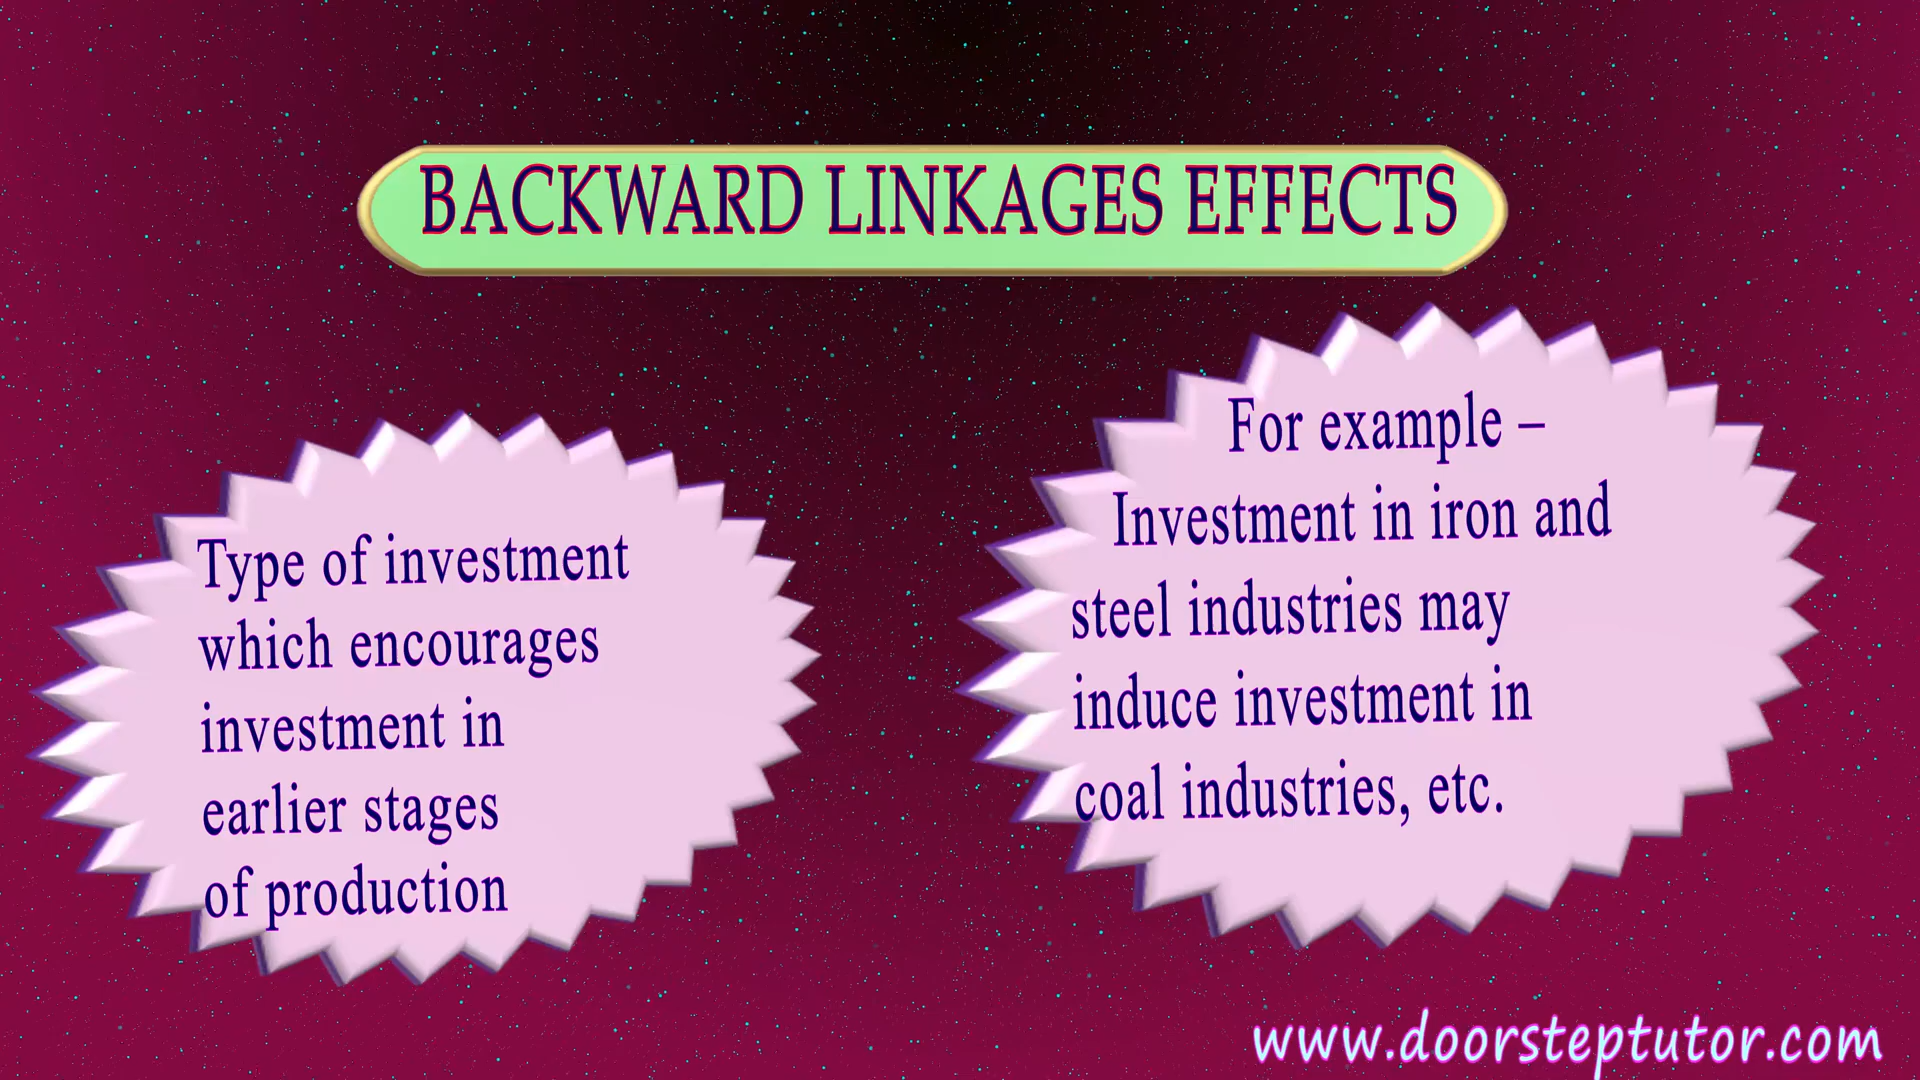 BACKWARD LINKAGES EFFECTS
Type of investment
which encourages
investment in
earlier stages
of production
For example –
Investment in iron and
steel industries may
induce investment in
coal industries, etc.
www.doorsteptutor.com